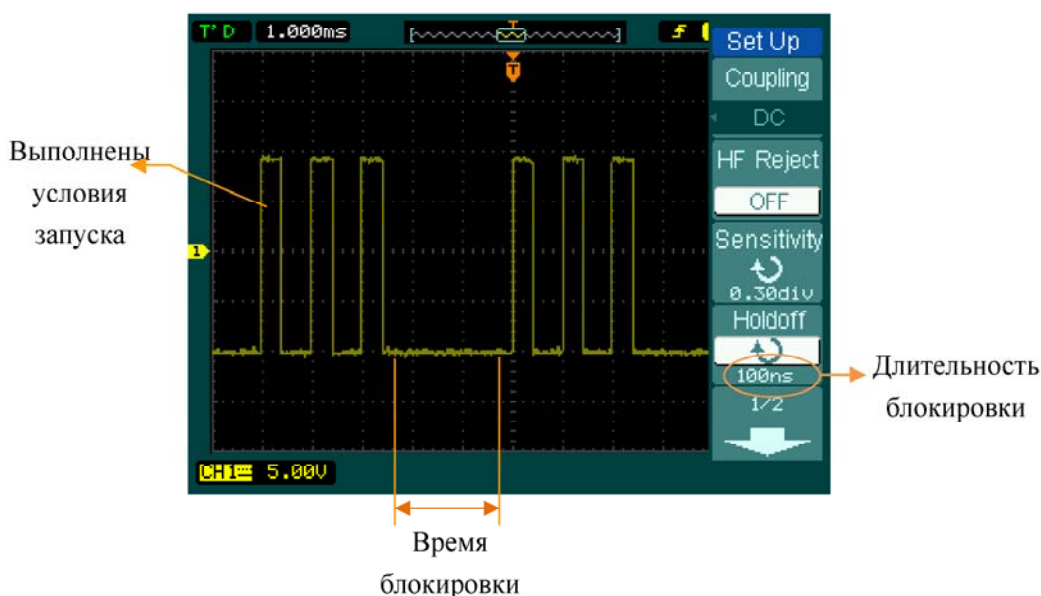 T'D 1.000ms
T
T
Set Up
Coupling
DC
HF Reject
OFF
Sensitivity
0.30div
Holdoff
100ns
1/2
1
CH1 5.00V
Выполнены
условия
запуска
Длительность
блокировки
Время
блокировки